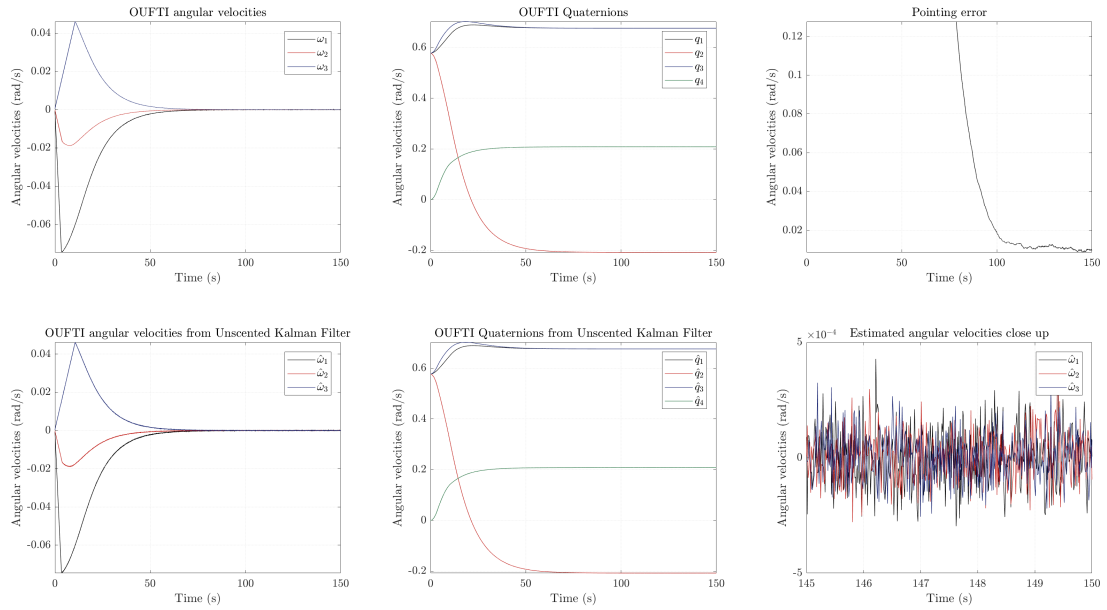 OUFTI angular velocities
Angular velocities (rad/s)
0.04
0.02
0
-0.02
-0.04
-0.06
0
50
100
150
Time (s)
ω₁
ω₂
ω₃
OUFTI Quaternions
Angular velocities (rad/s)
0.6
0.4
0.2
0
-0.2
0
50
100
150
Time (s)
q₁
q₂
q₃
q₄
Pointing error
Angular velocities (rad/s)
0.12
0.1
0.08
0.06
0.04
0.02
0
50
100
150
Time (s)
OUFTI angular velocities from Unscented Kalman Filter
Angular velocities (rad/s)
0.04
0.02
0
-0.02
-0.04
-0.06
0
50
100
150
Time (s)
ω̂₁
ω̂₂
ω̂₃
OUFTI Quaternions from Unscented Kalman Filter
Angular velocities (rad/s)
0.6
0.4
0.2
0
-0.2
0
50
100
150
Time (s)
q̂₁
q̂₂
q̂₃
q̂₄
Estimated angular velocities close up
×10⁻⁴
Angular velocities (rad/s)
5
0
-5
145
146
147
148
149
150
Time (s)
ω̂₁
ω̂₂
ω̂₃